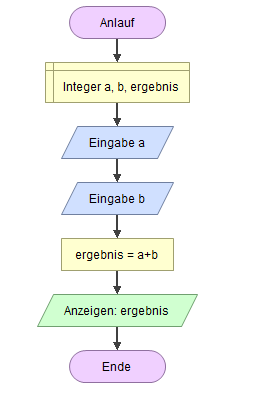 Anlauf
Integer a, b, ergebnis
Eingabe a
Eingabe b
ergebnis = a+b
Anzeigen: ergebnis
Ende